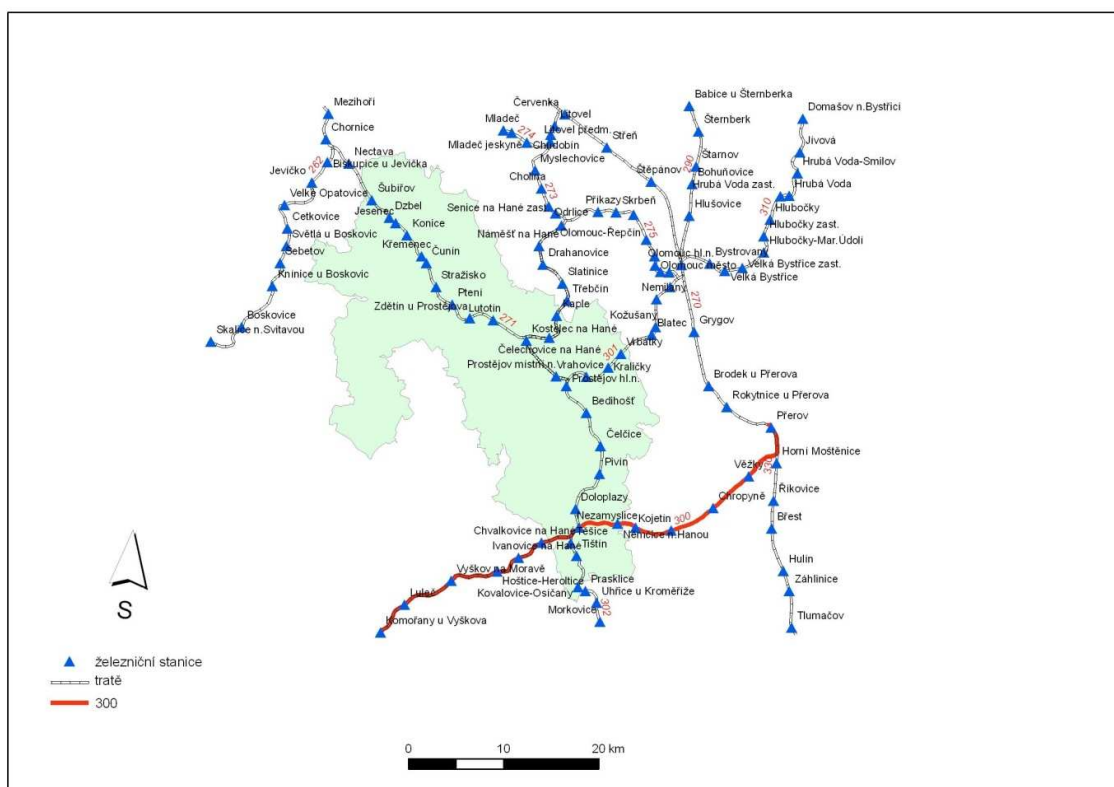 Mezihoří
Chornice
Nectava
Biskupice u Jevíčka
262
Jevíčko
Velké Opatovice
Cetkovice
Světlá u Boskovic
Šebetov
Knínice u Boskovic
Boskovice
Skalice n.Svitavou
Šubířov
Dzbel
Jesenec
Konice
Křemenec
Čunín
Stražisko
Ptení
Zdětín u Prostějova
Lutotín
271
Kostelec na Hané
Čelechovice na Hané
Prostějov místní n.
Vrahovice
Prostějov hl.n.
Bedihošť
Čelčice
Pivín
Doloplazy
Nezamyslice
Chvalkovice na Hané
Těšice
Tištín
Ivanovice na Hané
Vyškov na Moravě
Hoštice-Heroltice
Luleč
Komořany u Vyškova
Kovalovice-Osíčany
Prasklice
Uhřice u Kroměříže
Morkovice
302
Červenka
Litovel
Litovel předm.
Mladeč
Mladeč jeskyně
274
Chudobín
Myslechovice
Cholina
273
Senice na Hané zast.
Odrlice
Příkazy
Skrbeň
Olomouc-Řepčín
Náměšť na Hané
Drahanovice
Slatinice
Třebčín
Kaple
275
Střeň
Štěpánov
Babice u Šternberka
Šternberk
Štarnov
290
Bohuňovice
Hrubá Voda zast.
Hlušovice
Domašov n.Bystřicí
Jívová
Hrubá Voda-Smilov
Hrubá Voda
Hlubočky
310
Hlubočky zast.
Hlubočky-Mar.Údolí
Bystrovany
Velká Bystřice zast.
Velká Bystřice
Olomouc hl.n.
Olomouc město
Nemilany
Kožušany
Blatec
Vrbátky
301
Kraličky
270
Grygov
Brodek u Přerova
Rokytnice u Přerova
Přerov
Horní Moštěnice
330
Věžky
Chropyně
300
Kojetín
Němčice n.Hanou
Říkovice
Břest
Hulín
Záhlinice
Tlumačov
S
železniční stanice
tratě
300
0 10 20 km